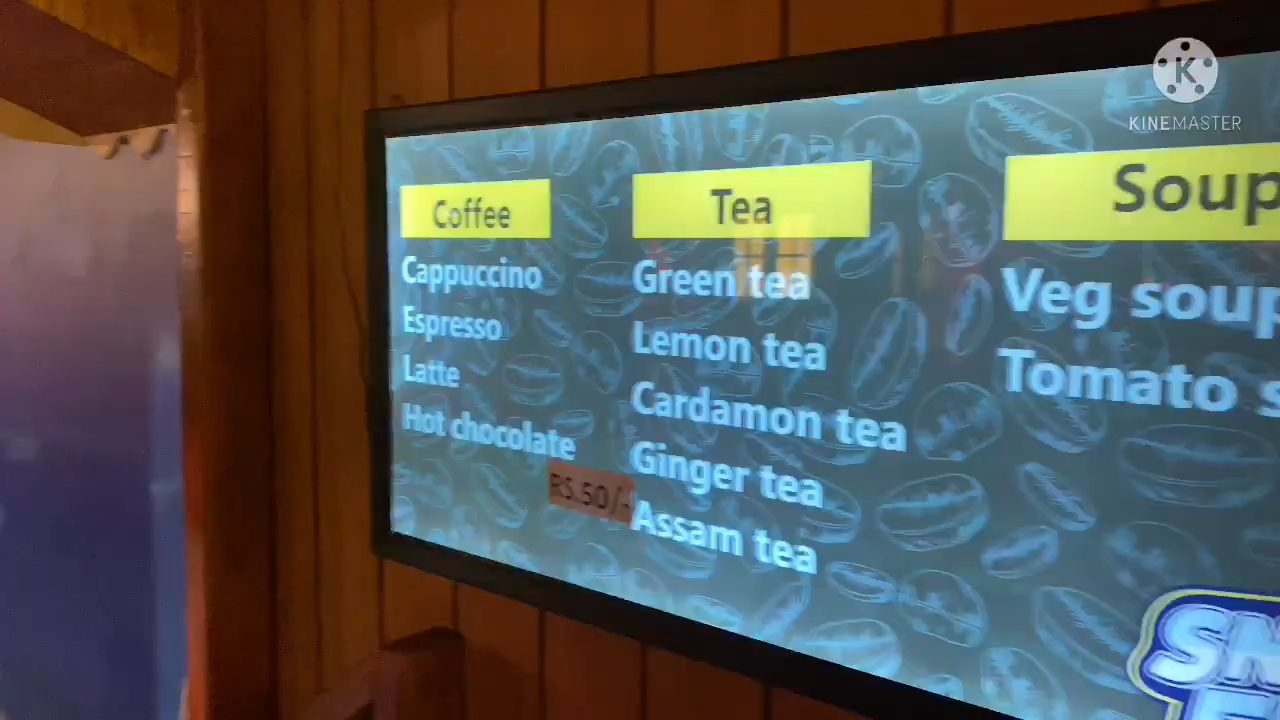 K
KINEMASTER
Coffee
Cappuccino
Espresso
Latte
Hot chocolate
RS.50/-
Tea
Green tea
Lemon tea
Cardamon tea
Ginger tea
Assam tea
Soup
Veg soup
Tomato s
SM